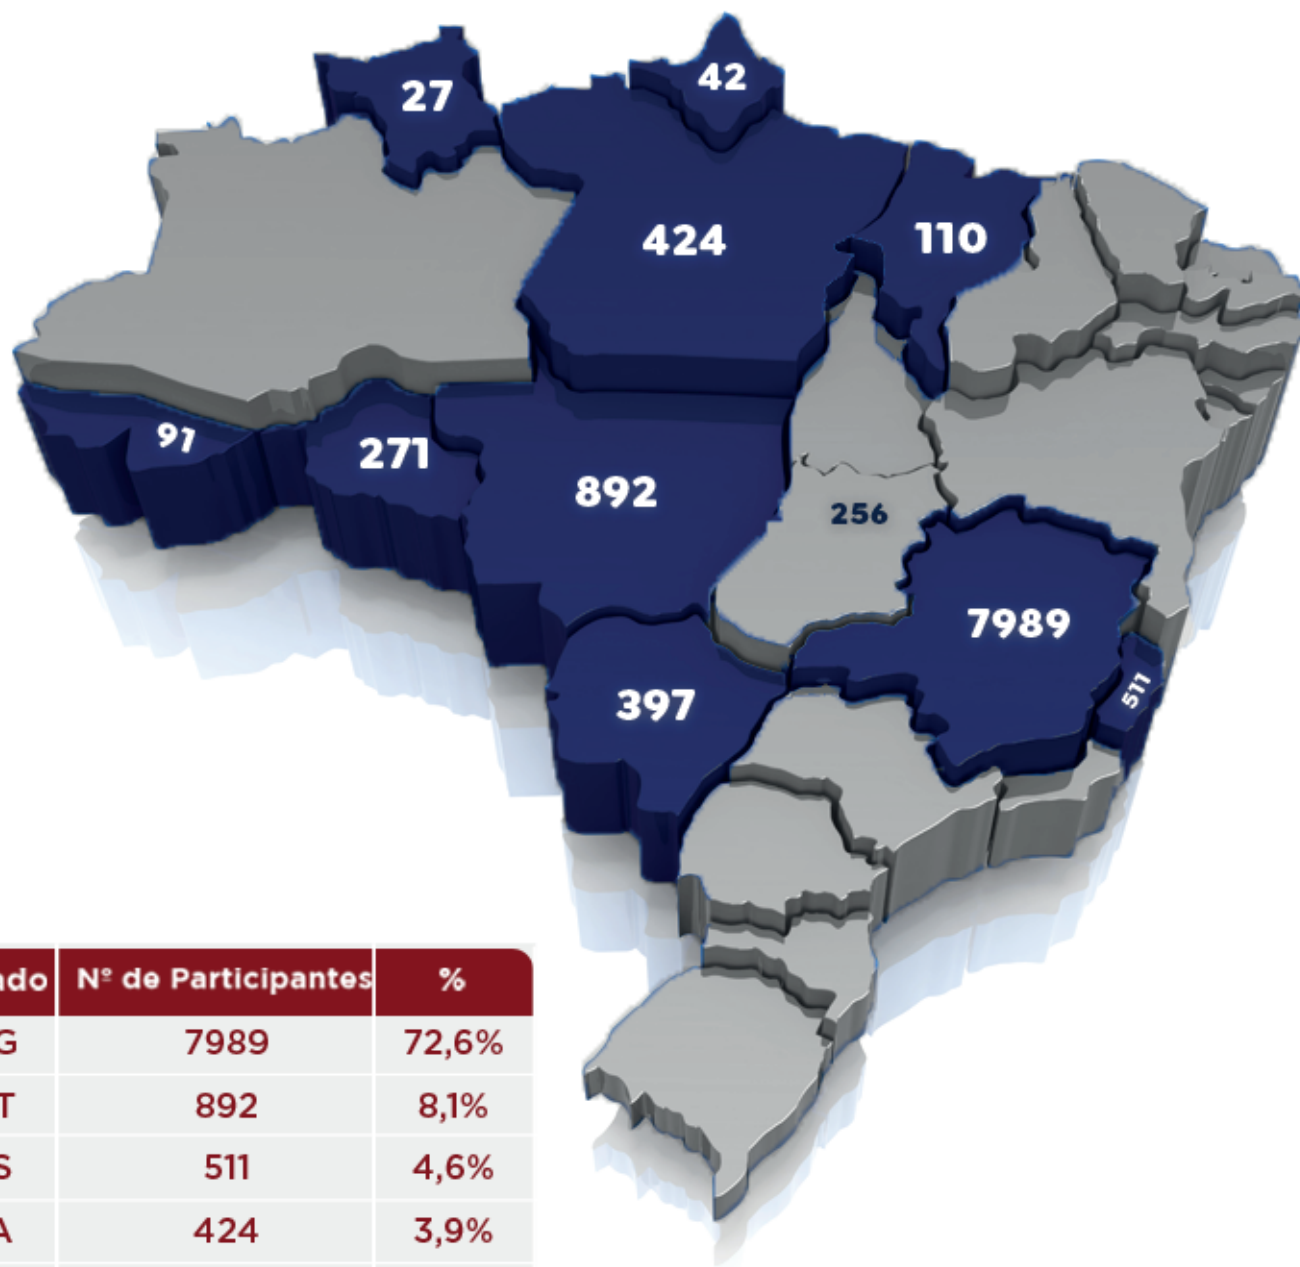 42
27
424
110
91
271
892
256
7989
511
397
ado Nº de Participantes %
G 7989 72,6%
T 892 8,1%
S 511 4,6%
A 424 3,9%